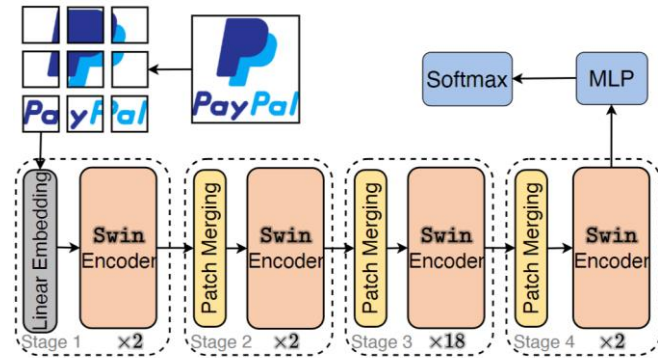 PayPal
PayPal
Softmax
MLP
Linear Embedding
Swin
Encoder
Stage 1
×2
Patch Merging
Swin
Encoder
Stage 2
×2
Patch Merging
Swin
Encoder
Stage 3
×18
Patch Merging
Swin
Encoder
Stage 4
×2